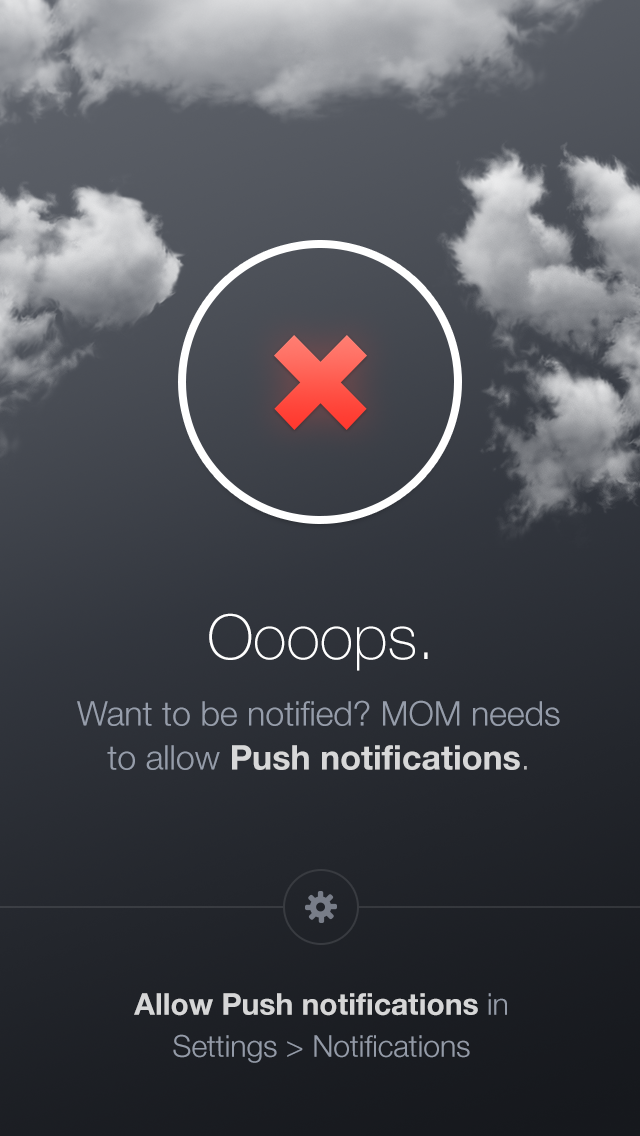 Oooops.
Want to be notified? MOM needs
to allow Push notifications.
Allow Push notifications in
Settings > Notifications